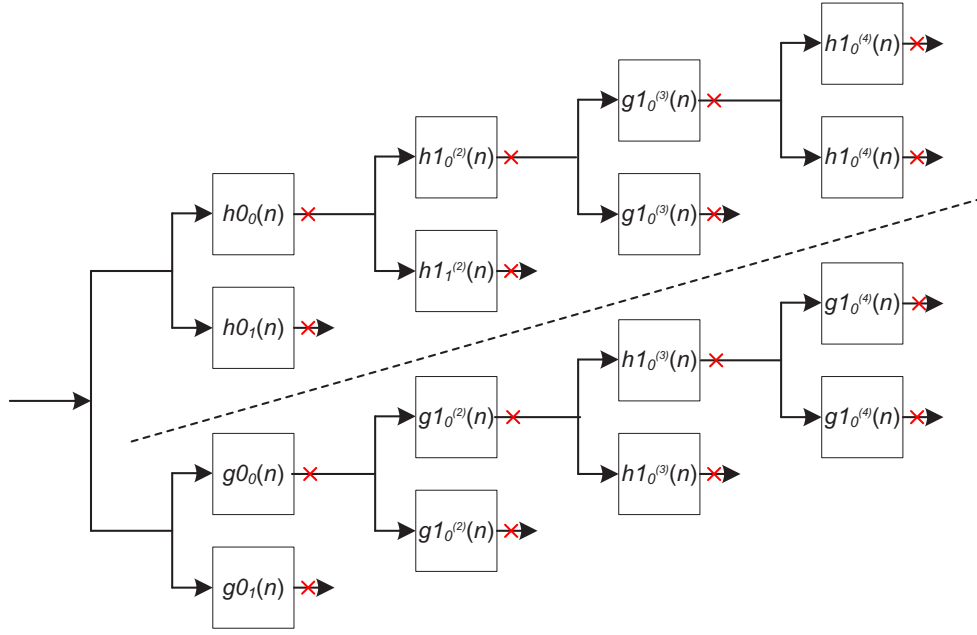 h1₀⁽⁴⁾(n)
g1₀⁽³⁾(n)
h1₀⁽²⁾(n)
h1₀⁽⁴⁾(n)
h0₀(n)
g1₀⁽³⁾(n)
h1₁⁽²⁾(n)
h0₁(n)
g1₀⁽⁴⁾(n)
h1₀⁽³⁾(n)
g1₀⁽²⁾(n)
g1₀⁽⁴⁾(n)
g0₀(n)
h1₀⁽³⁾(n)
g1₀⁽²⁾(n)
g0₁(n)